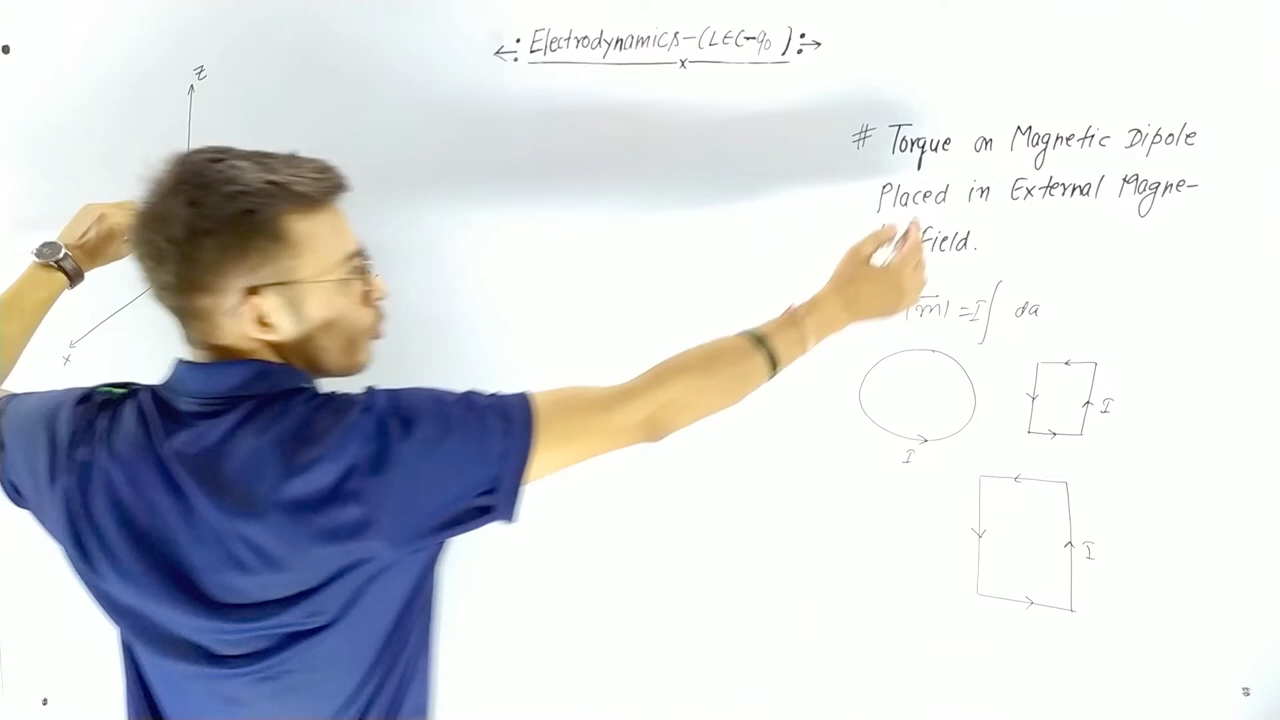 Electrodynamics-(LEC-90)
z
x
# Torque on Magnetic Dipole
Placed in External Magne-
field.
|m| = I∫ da
I
I
I